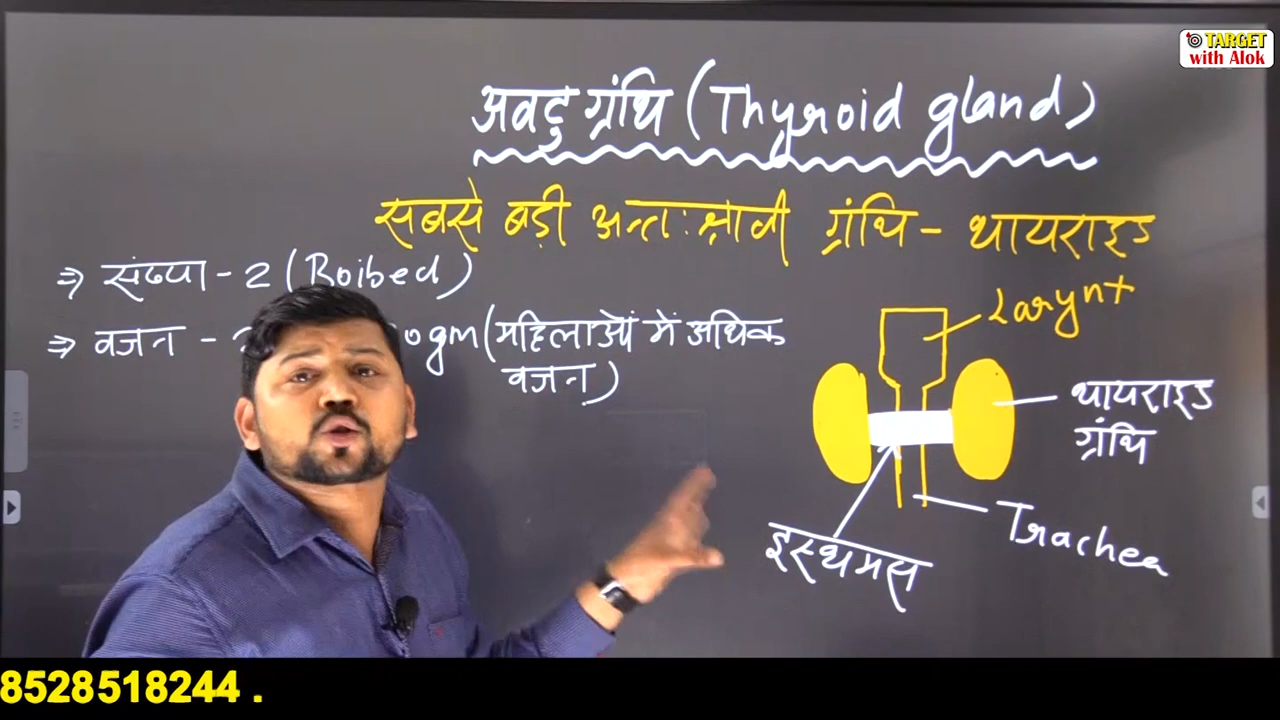 TARGET
with Alok
अवटु ग्रंथि (Thyroid gland)
सबसे बड़ी अन्तःस्रावी ग्रंथि - थायराइड
⇒ संख्या - 2 (Boibed)
⇒ वजन - gm (महिलाओं में अधिक
वजन)
Larynx
थायराइड
ग्रंथि
इस्थमस
Trachea
8528518244 .